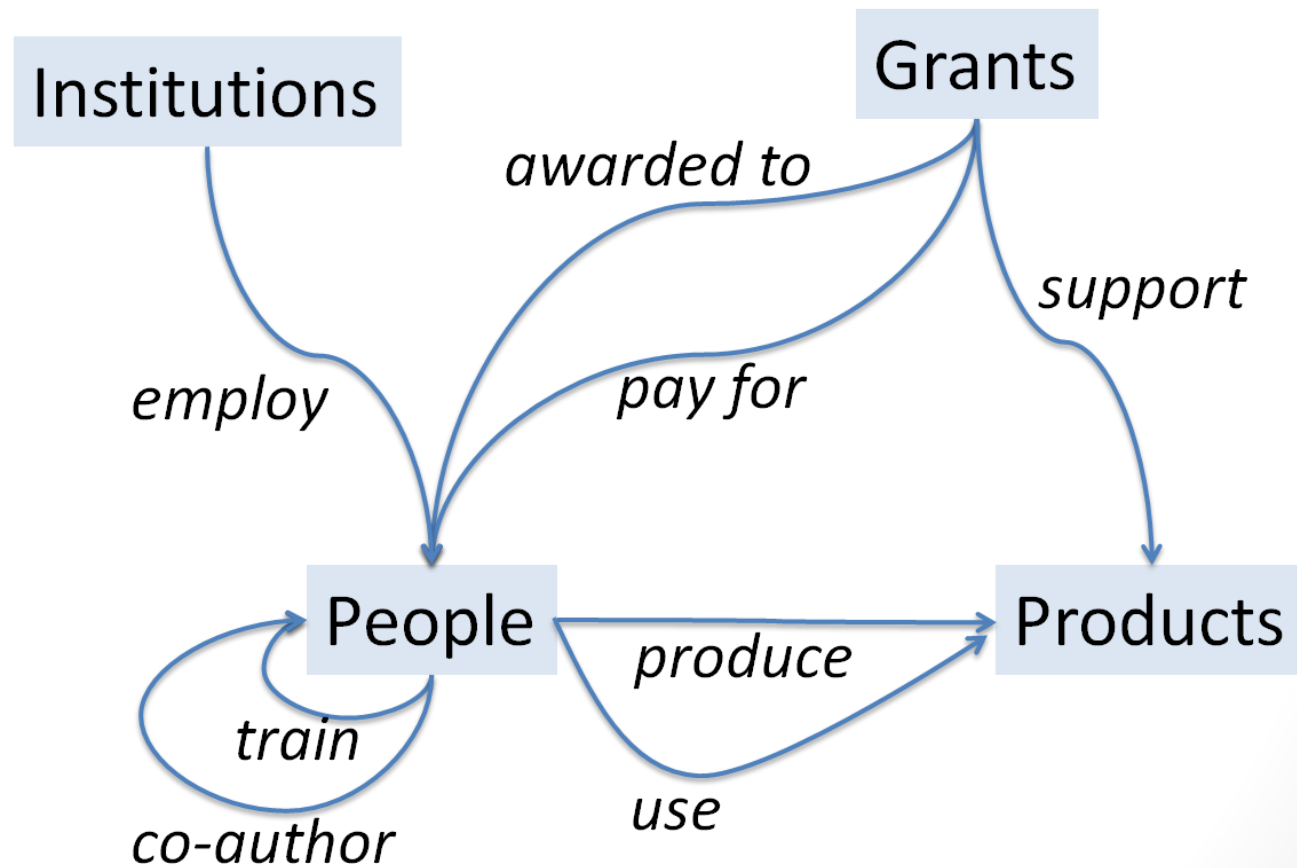 Institutions
Grants
awarded to
support
employ
pay for
People
Products
produce
train
use
co-author